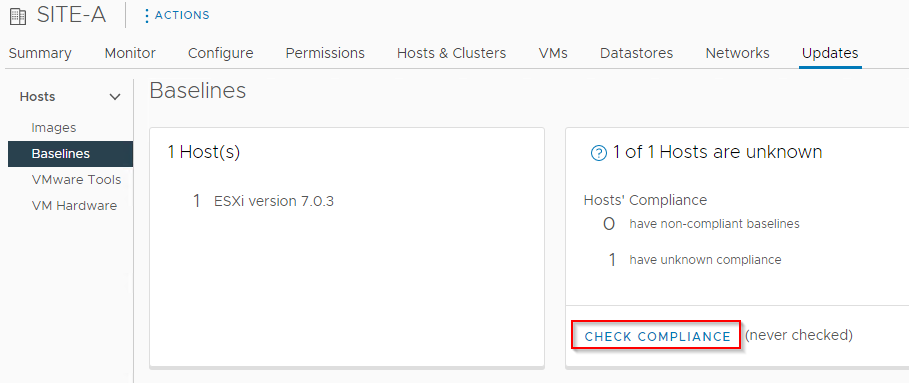 SITE-A
ACTIONS
Summary Monitor Configure Permissions Hosts & Clusters VMs Datastores Networks Updates
Hosts
Images
Baselines
VMware Tools
VM Hardware
Baselines
1 Host(s)
1 ESXi version 7.0.3
1 of 1 Hosts are unknown
Hosts' Compliance
0 have non-compliant baselines
1 have unknown compliance
CHECK COMPLIANCE (never checked)